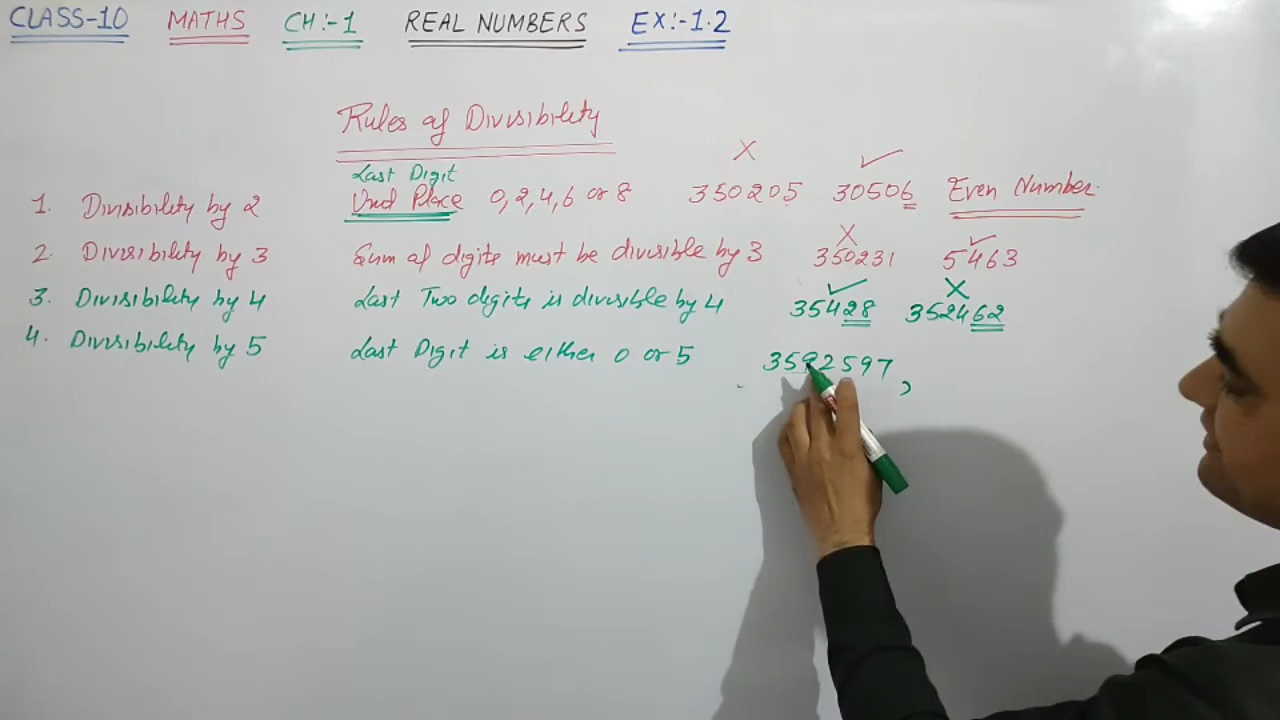 CLASS-10 MATHS CH:-1 REAL NUMBERS EX:-1.2
Rules of Divisibility
Last Digit X ✓
1. Divisibility by 2 Unit Place 0, 2, 4, 6 or 8 350205 30506 Even Number
X ✓
2. Divisibility by 3 Sum of digits must be divisible by 3 350231 5463
✓ X
3. Divisibility by 4 Last Two digits is divisible by 4 35428 352462
4. Divisibility by 5 Last Digit is either 0 or 5 3592597,